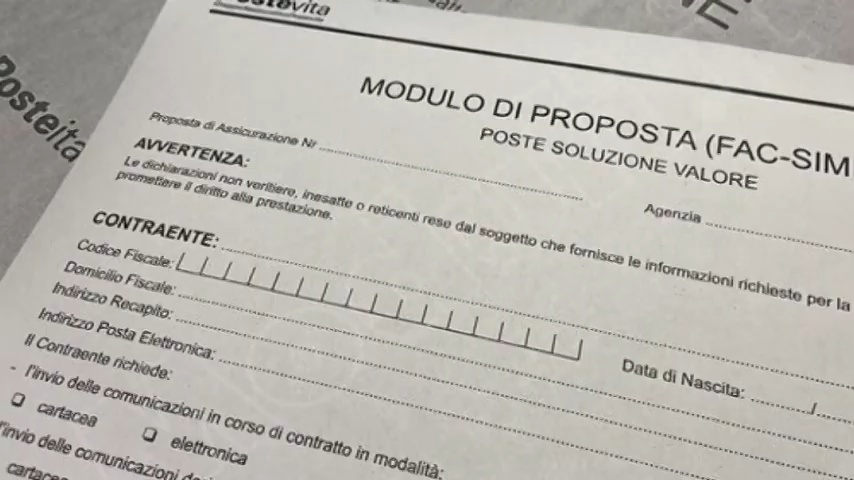 Postevita
MODULO DI PROPOSTA (FAC-SIM
POSTE SOLUZIONE VALORE
Proposta di Assicurazione Nr
Agenzia
AVVERTENZA:
Le dichiarazioni non veritiere, inesatte o reticenti rese dal soggetto che fornisce le informazioni richieste per la
promettere il diritto alla prestazione.
CONTRAENTE:
Codice Fiscale:
Data di Nascita: /
Domicilio Fiscale:
Indirizzo Recapito:
Indirizzo Posta Elettronica:
Il Contraente richiede:
- l'invio delle comunicazioni in corso di contratto in modalità:
cartacea
elettronica
l'invio delle comunicazioni
cartacea
Posteita
NE